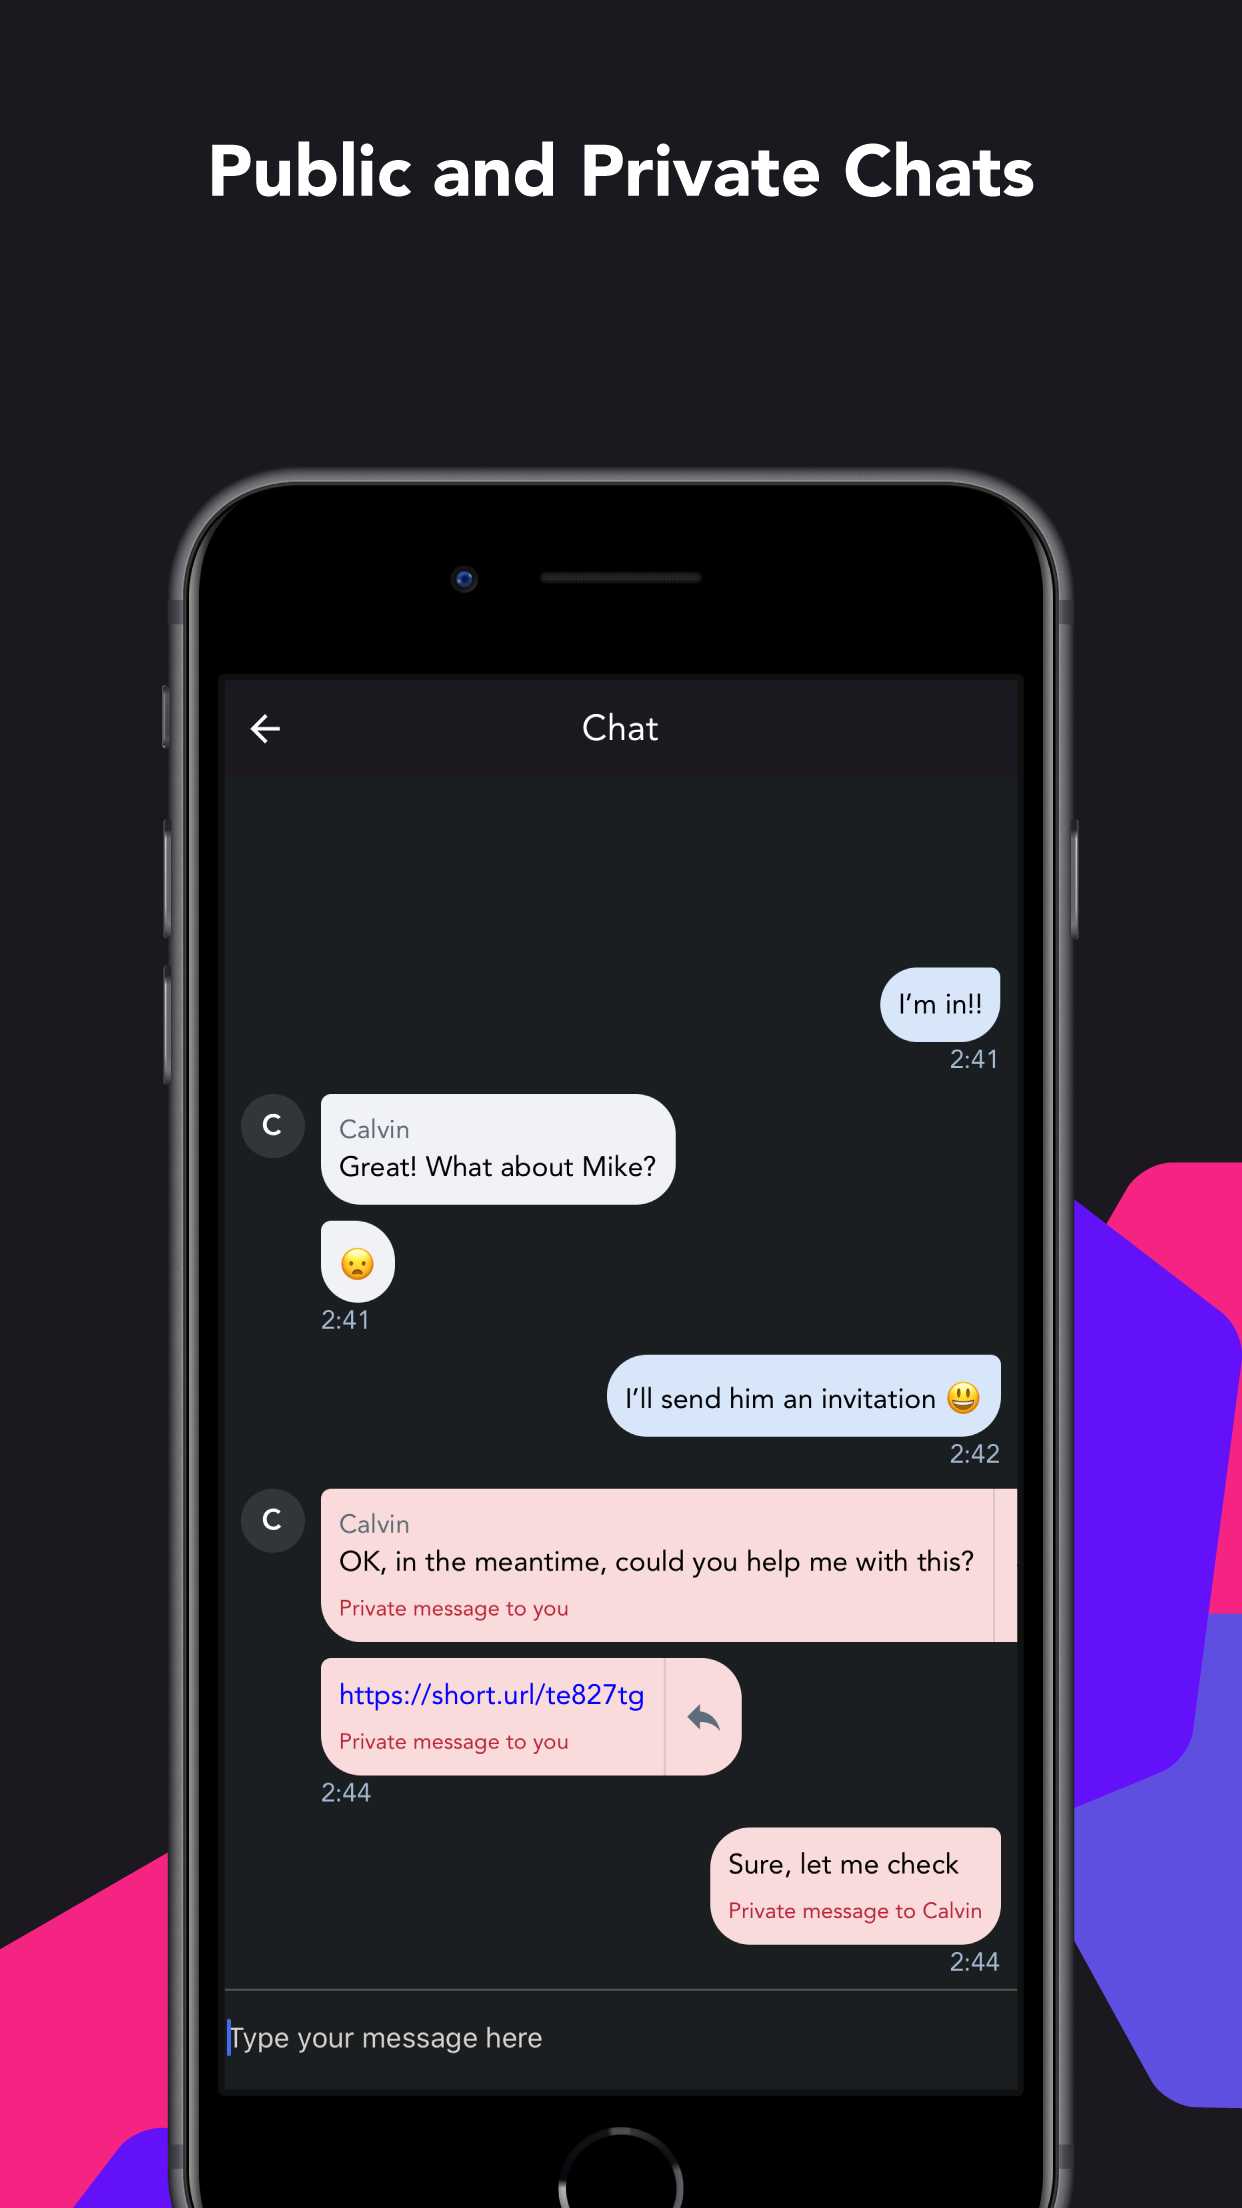 Public and Private Chats
Chat
I’m in!!
2:41
C
Calvin
Great! What about Mike?
😦
2:41
I’ll send him an invitation 😃
2:42
C
Calvin
OK, in the meantime, could you help me with this?
Private message to you
https://short.url/te827tg
Private message to you
2:44
Sure, let me check
Private message to Calvin
2:44
Type your message here